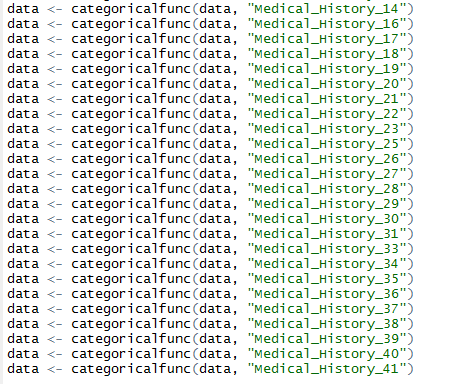 data <- categoricalfunc(data, "Medical_History_14")
data <- categoricalfunc(data, "Medical_History_16")
data <- categoricalfunc(data, "Medical_History_17")
data <- categoricalfunc(data, "Medical_History_18")
data <- categoricalfunc(data, "Medical_History_19")
data <- categoricalfunc(data, "Medical_History_20")
data <- categoricalfunc(data, "Medical_History_21")
data <- categoricalfunc(data, "Medical_History_22")
data <- categoricalfunc(data, "Medical_History_23")
data <- categoricalfunc(data, "Medical_History_25")
data <- categoricalfunc(data, "Medical_History_26")
data <- categoricalfunc(data, "Medical_History_27")
data <- categoricalfunc(data, "Medical_History_28")
data <- categoricalfunc(data, "Medical_History_29")
data <- categoricalfunc(data, "Medical_History_30")
data <- categoricalfunc(data, "Medical_History_31")
data <- categoricalfunc(data, "Medical_History_33")
data <- categoricalfunc(data, "Medical_History_34")
data <- categoricalfunc(data, "Medical_History_35")
data <- categoricalfunc(data, "Medical_History_36")
data <- categoricalfunc(data, "Medical_History_37")
data <- categoricalfunc(data, "Medical_History_38")
data <- categoricalfunc(data, "Medical_History_39")
data <- categoricalfunc(data, "Medical_History_40")
data <- categoricalfunc(data, "Medical_History_41")